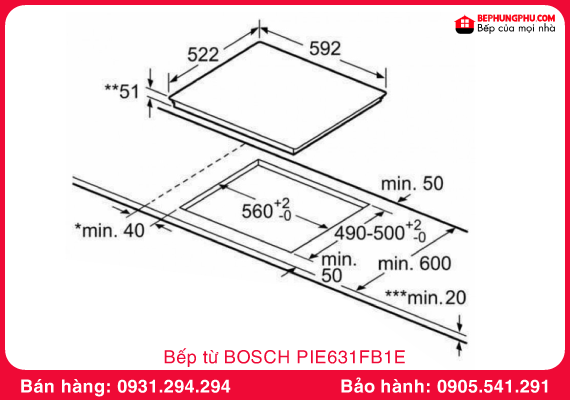 BEPHUNGPHU.COM
Bếp của mọi nhà
522
592
**51
min. 50
560 +2 -0
*min. 40
490-500 +2 -0
min. 50
min. 600
***min.20
Bếp từ BOSCH PIE631FB1E
Bán hàng: 0931.294.294
Bảo hành: 0905.541.291